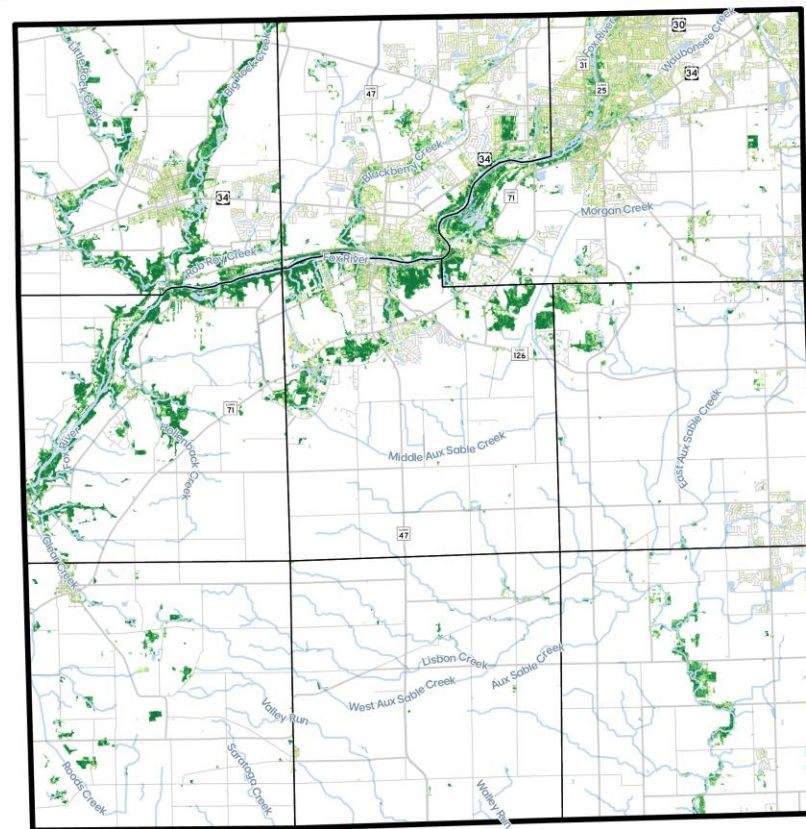 30
Fox River
Woubonsee Creek
Little Rock Creek
Big Rock Creek
31
34
25
47
Blackberry Creek
34
71
34
Morgan Creek
Rob Roy Creek
Fox River
126
71
Fox River
Hollenback Creek
Middle Aux Sable Creek
East Aux Sable Creek
47
Clear Creek
Lisbon Creek
West Aux Sable Creek
Aux Sable Creek
Valley Run
Saratoga Creek
Roods Creek
Walley Run